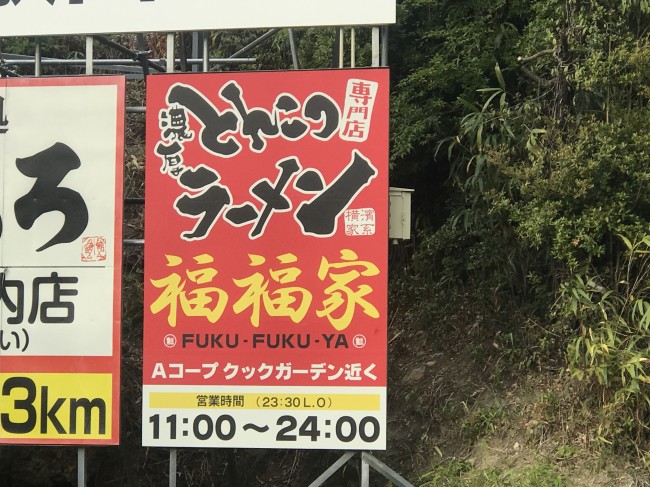 ろ
内店
い）
3km
濃厚
とんこつ
専門店
ラーメン
横濱家系
福福家
FUKU-FUKU-YA
Aコープ クックガーデン近く
営業時間 (23:30 L.O)
11:00～24:00